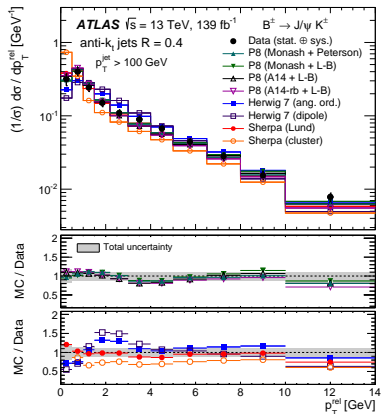 ATLAS √s = 13 TeV, 139 fb⁻¹ B± → J/ψ K±
anti-kₜ jets R = 0.4
p_T^jet > 100 GeV
Data (stat. ⊕ sys.)
P8 (Monash + Peterson)
P8 (Monash + L-B)
P8 (A14 + L-B)
P8 (A14-rb + L-B)
Herwig 7 (ang. ord.)
Herwig 7 (dipole)
Sherpa (Lund)
Sherpa (cluster)
(1/σ) dσ / dp_T^rel [GeV⁻¹]
1
10⁻¹
10⁻²
MC / Data
2
1.5
1
0.5
Total uncertainty
MC / Data
2
1.5
1
0.5
0 2 4 6 8 10 12 14
p_T^rel [GeV]